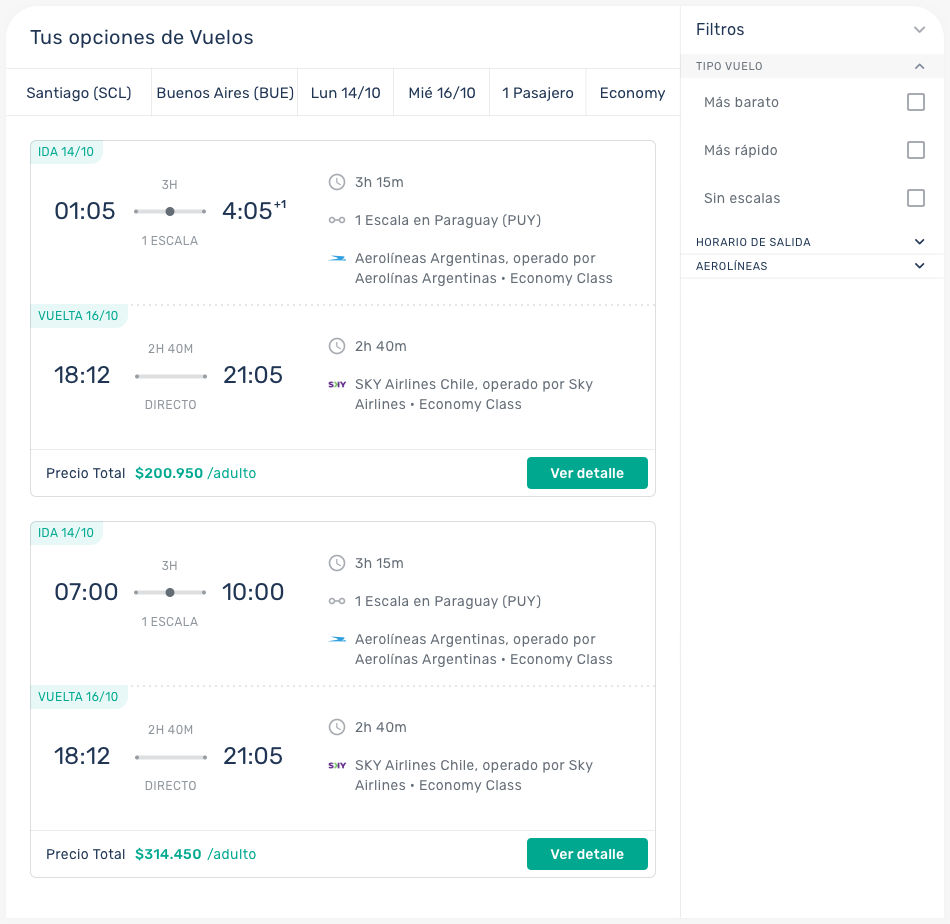 Tus opciones de Vuelos
Santiago (SCL) Buenos Aires (BUE) Lun 14/10 Mié 16/10 1 Pasajero Economy
IDA 14/10
3H
01:05 4:05+1
1 ESCALA
3h 15m
1 Escala en Paraguay (PUY)
Aerolíneas Argentinas, operado por
Aerolínas Argentinas • Economy Class
VUELTA 16/10
2H 40M
18:12 21:05
DIRECTO
2h 40m
SKY
SKY Airlines Chile, operado por Sky
Airlines • Economy Class
Precio Total $200.950 /adulto
Ver detalle
IDA 14/10
3H
07:00 10:00
1 ESCALA
3h 15m
1 Escala en Paraguay (PUY)
Aerolíneas Argentinas, operado por
Aerolínas Argentinas • Economy Class
VUELTA 16/10
2H 40M
18:12 21:05
DIRECTO
2h 40m
SKY
SKY Airlines Chile, operado por Sky
Airlines • Economy Class
Precio Total $314.450 /adulto
Ver detalle
Filtros
TIPO VUELO
Más barato
Más rápido
Sin escalas
HORARIO DE SALIDA
AEROLÍNEAS